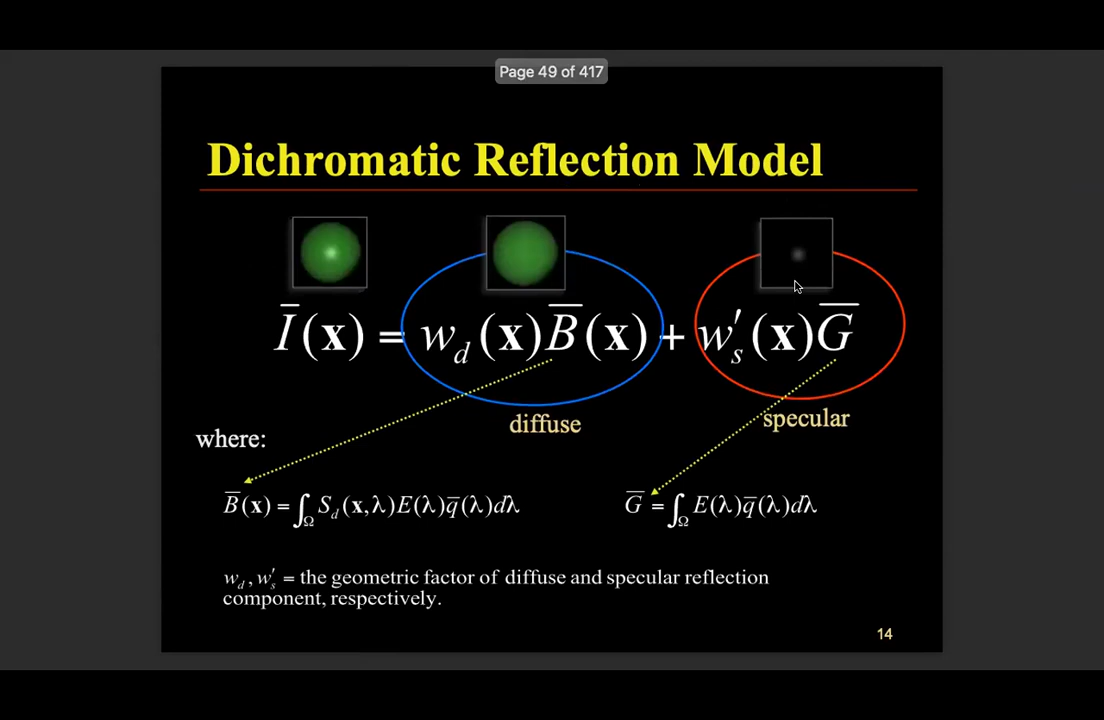 Page 49 of 417
Dichromatic Reflection Model
Ī(x) = w_d(x)B̅(x) + w′_s(x)G̅
diffuse
specular
where:
B̅(x) = ∫_Ω S_d(x,λ)E(λ)q̅(λ)dλ
G̅ = ∫_Ω E(λ)q̅(λ)dλ
w_d, w′_s = the geometric factor of diffuse and specular reflection
component, respectively.
14